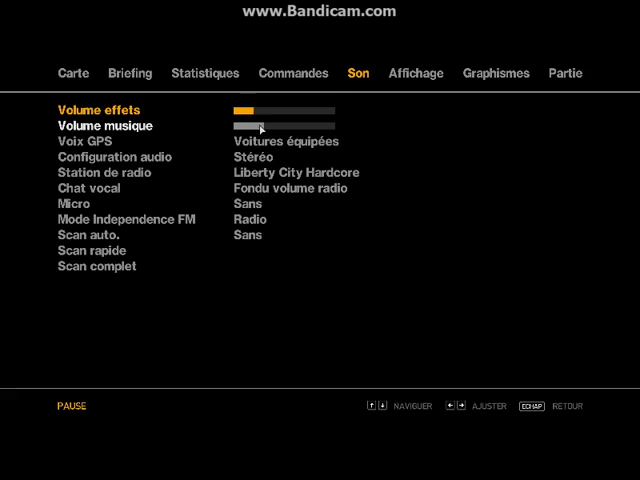 www.Bandicam.com
Carte Briefing Statistiques Commandes Son Affichage Graphismes Partie
Volume effets
Volume musique
Voix GPS Voitures équipées
Configuration audio Stéréo
Station de radio Liberty City Hardcore
Chat vocal Fondu volume radio
Micro Sans
Mode Independence FM Radio
Scan auto. Sans
Scan rapide
Scan complet
PAUSE NAVIGUER AJUSTER ECHAP RETOUR